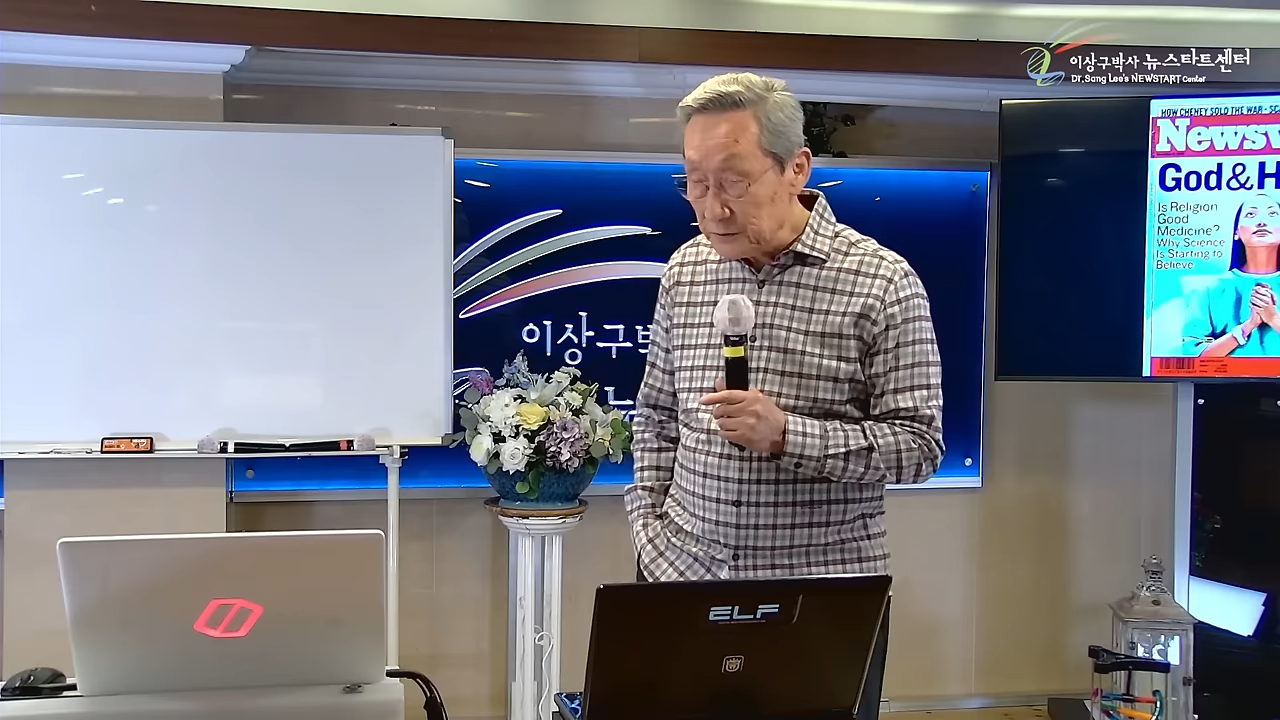 이상구박사 뉴스타트센터
Dr. Sang Lee's NEWSTART Center
HOW CHENEY SOLD THE WAR
Newsw
God & H
Is Religion
Good
Medicine?
Why Science
Is Starting to
Believe
이상구
ELF